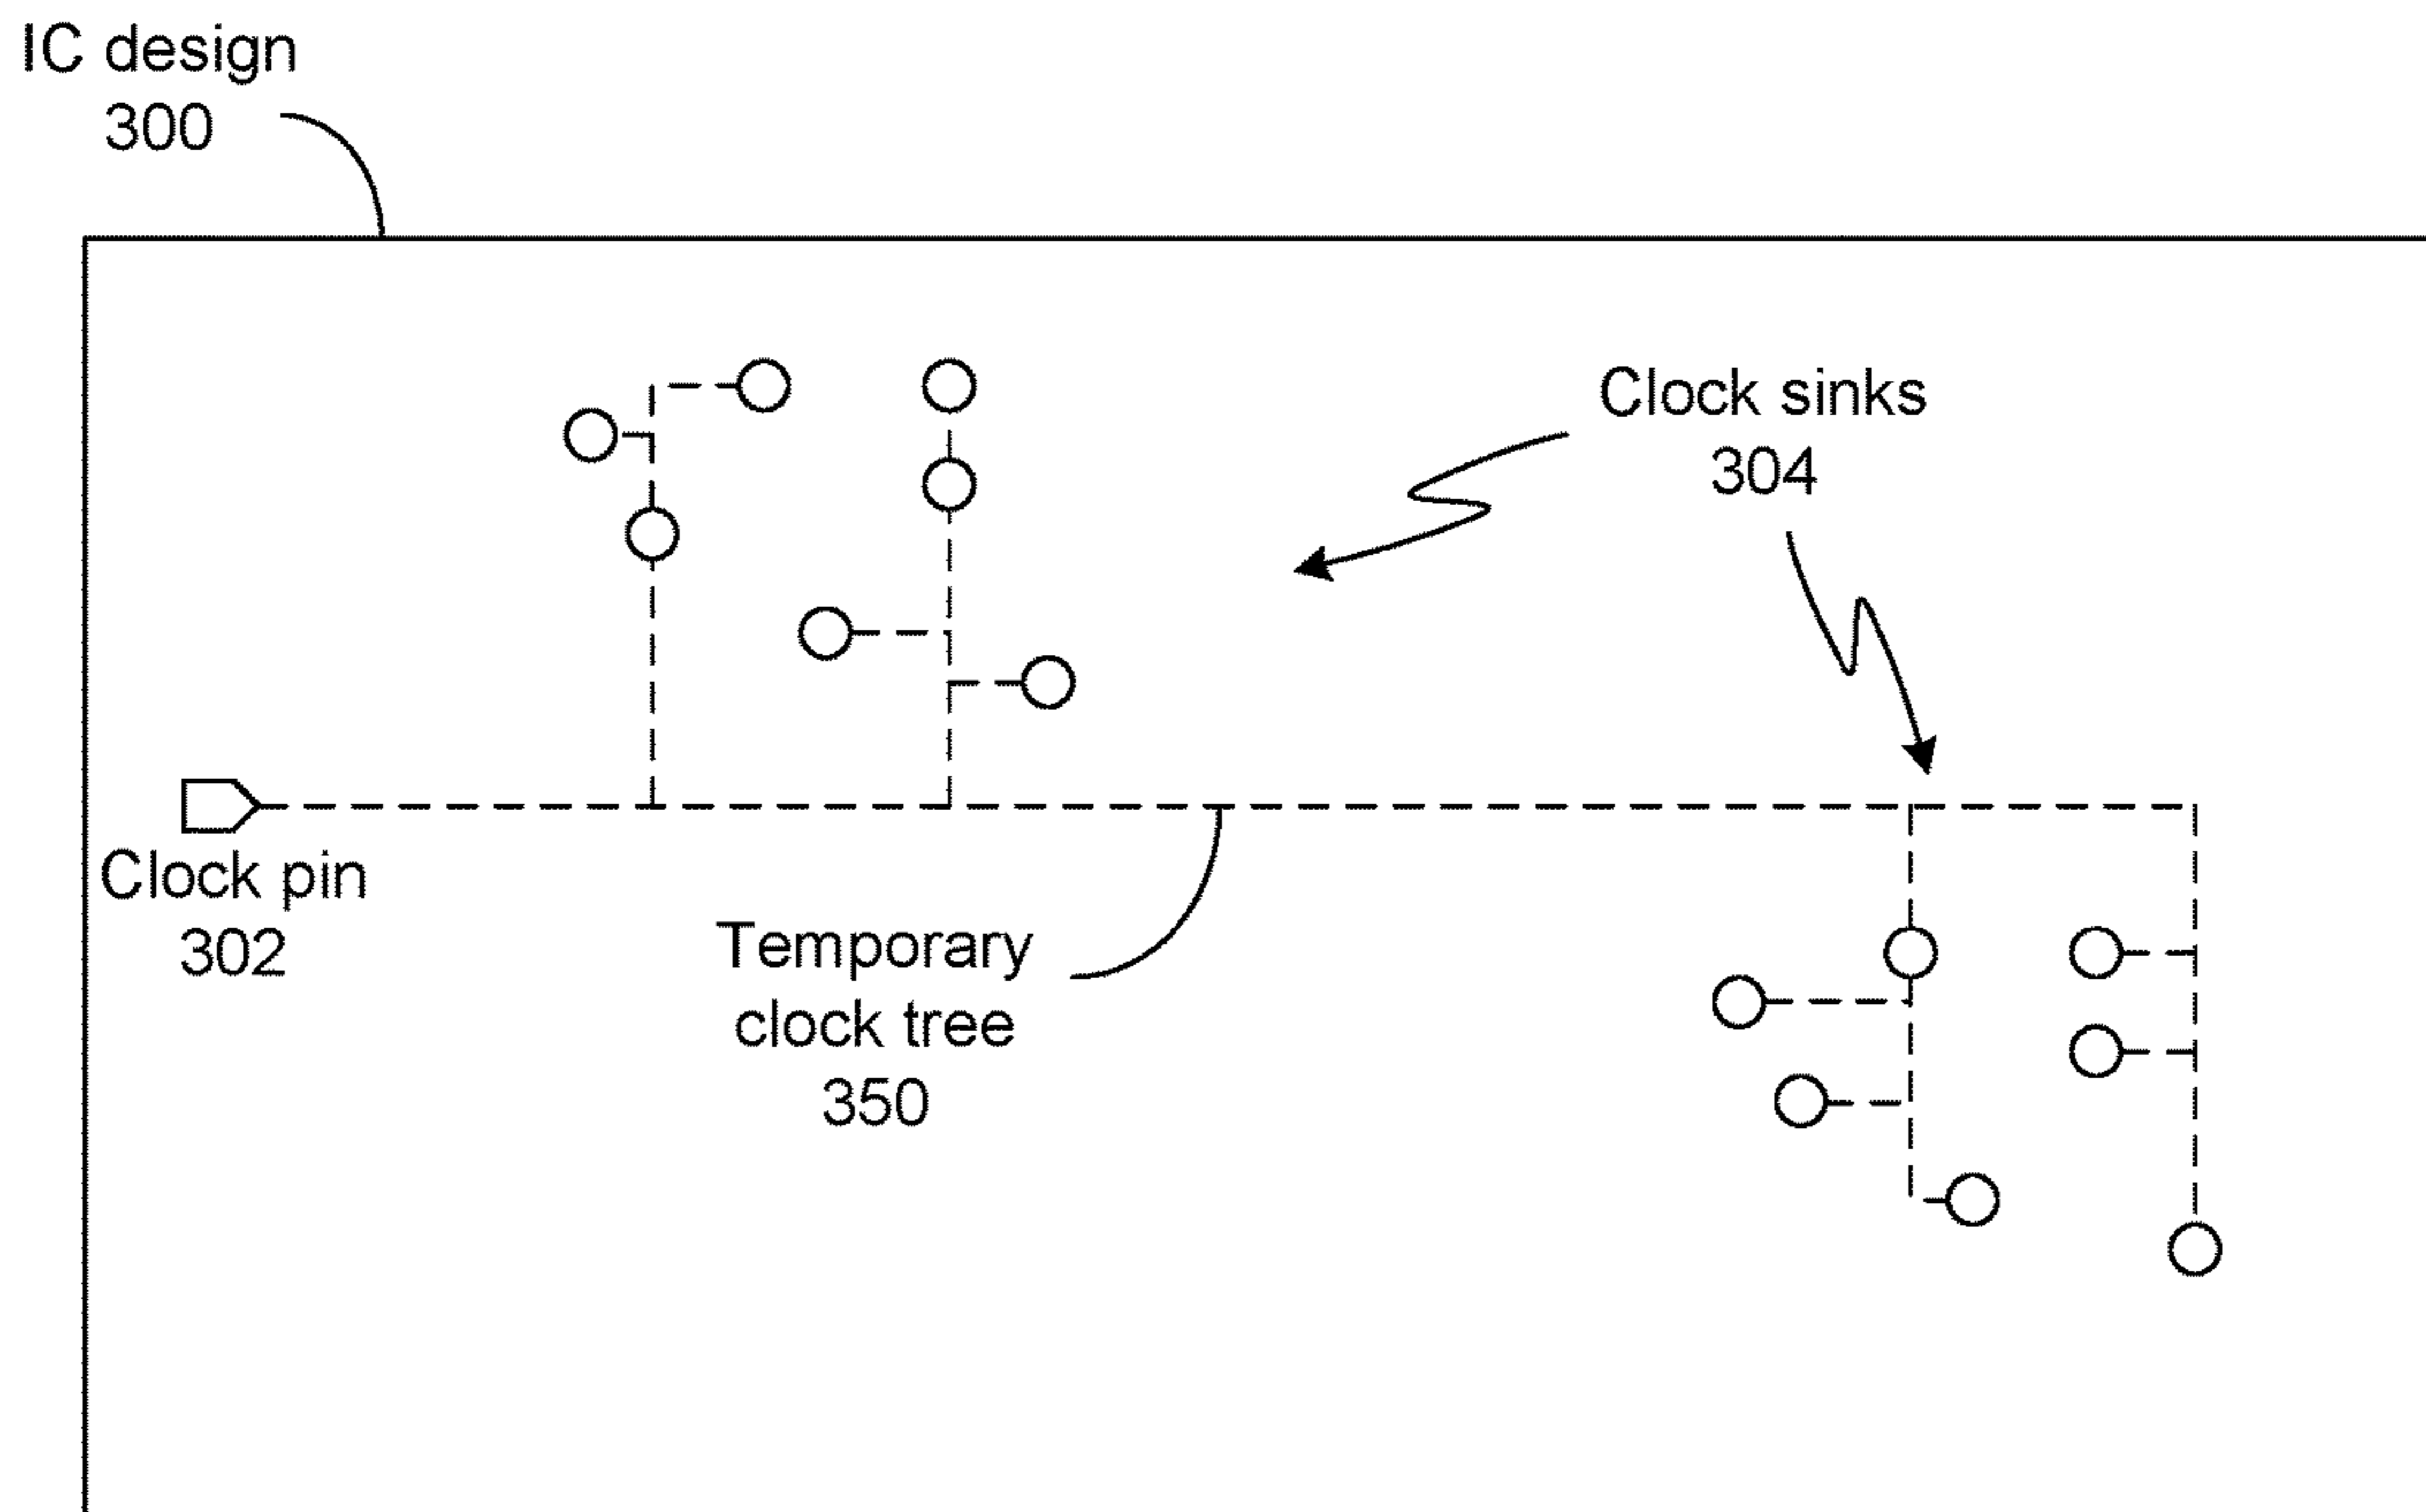 IC design
300
Clock sinks
304
Clock pin
302
Temporary
clock tree
350